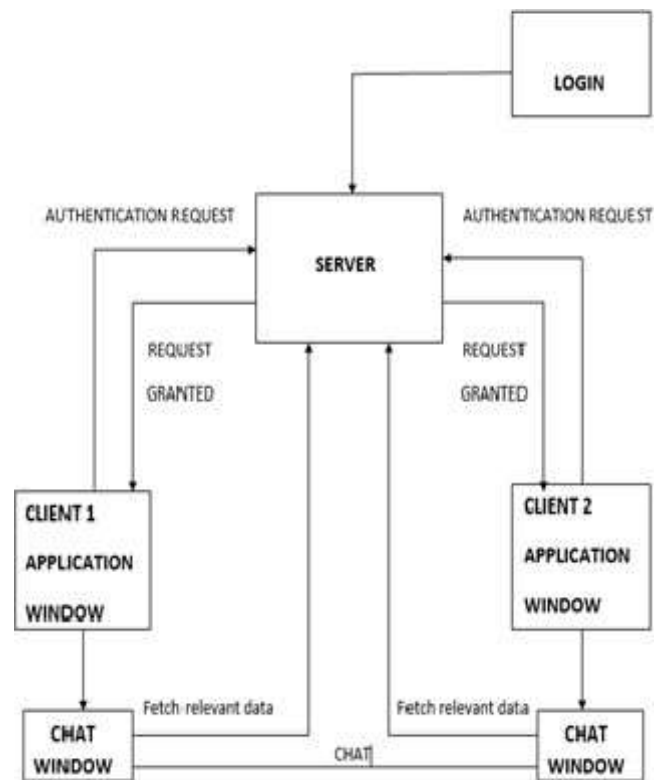 LOGIN
AUTHENTICATION REQUEST
AUTHENTICATION REQUEST
SERVER
REQUEST
GRANTED
REQUEST
GRANTED
CLIENT 1
APPLICATION
WINDOW
CLIENT 2
APPLICATION
WINDOW
Fetch relevant data
Fetch relevant data
CHAT
WINDOW
CHAT
CHAT
WINDOW